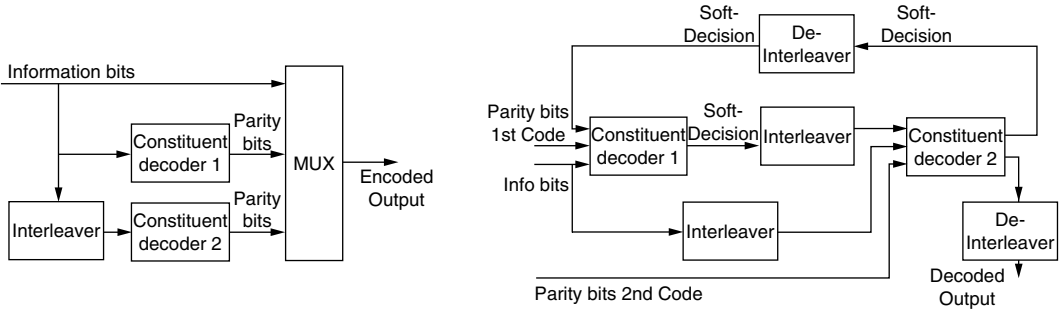 Information bits
Constituent
decoder 1
Parity
bits
MUX
Encoded
Output
Interleaver
Constituent
decoder 2
Parity
bits
Soft-
Decision
De-
Interleaver
Soft-
Decision
Parity bits
1st Code
Info bits
Constituent
decoder 1
Soft-
Decision
Interleaver
Constituent
decoder 2
Interleaver
De-
Interleaver
Parity bits 2nd Code
Decoded
Output